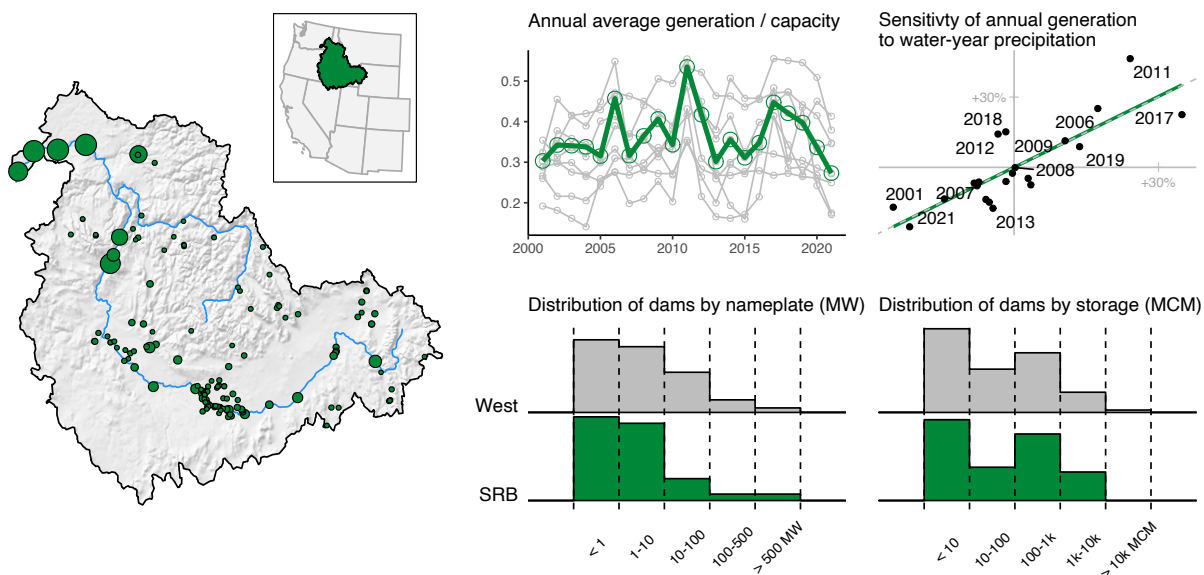 Annual average generation / capacity
0.5
0.4
0.3
0.2
2000
2005
2010
2015
2020
Sensitivty of annual generation
to water-year precipitation
2011
+30%
2018
2006
2017
2012
2009
2019
2008
+30%
2001
2007
2021
2013
Distribution of dams by nameplate (MW)
West
SRB
< 1
1-10
10-100
100-500
> 500 MW
Distribution of dams by storage (MCM)
< 10
10-100
100-1k
1k-10k
> 10k MCM